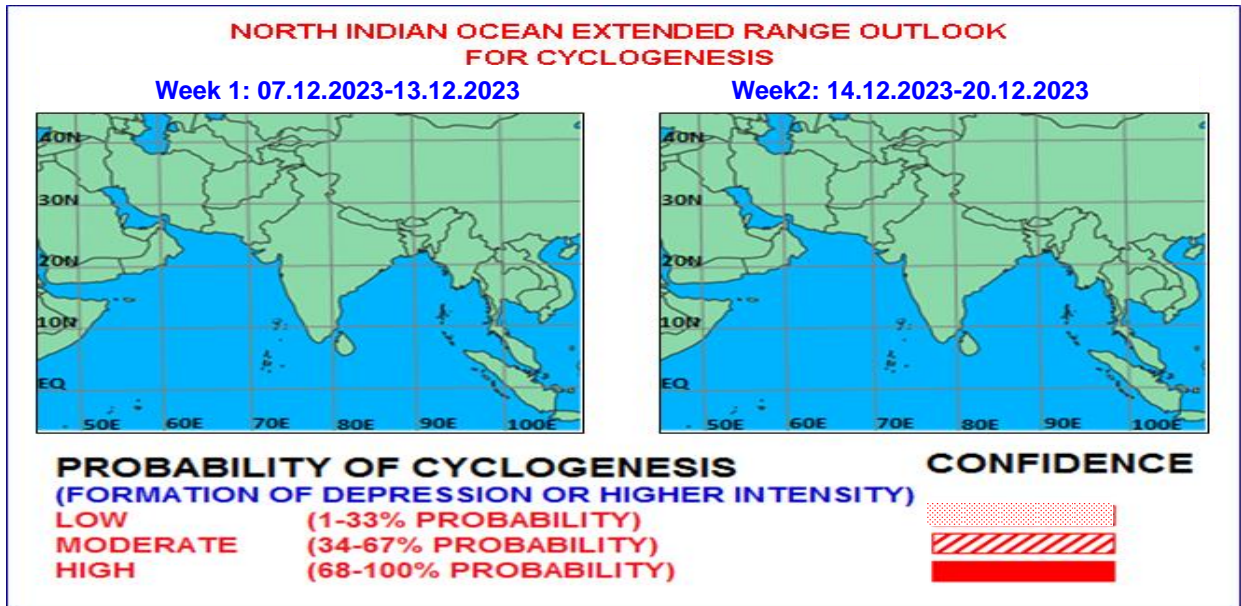 NORTH INDIAN OCEAN EXTENDED RANGE OUTLOOK
FOR CYCLOGENESIS
Week 1: 07.12.2023-13.12.2023
40N
30N
20N
10N
EQ
50E 60E 70E 80E 90E 100E
Week2: 14.12.2023-20.12.2023
40N
30N
20N
10N
EQ
50E 60E 70E 80E 90E 100E
PROBABILITY OF CYCLOGENESIS CONFIDENCE
(FORMATION OF DEPRESSION OR HIGHER INTENSITY)
LOW (1-33% PROBABILITY)
MODERATE (34-67% PROBABILITY)
HIGH (68-100% PROBABILITY)